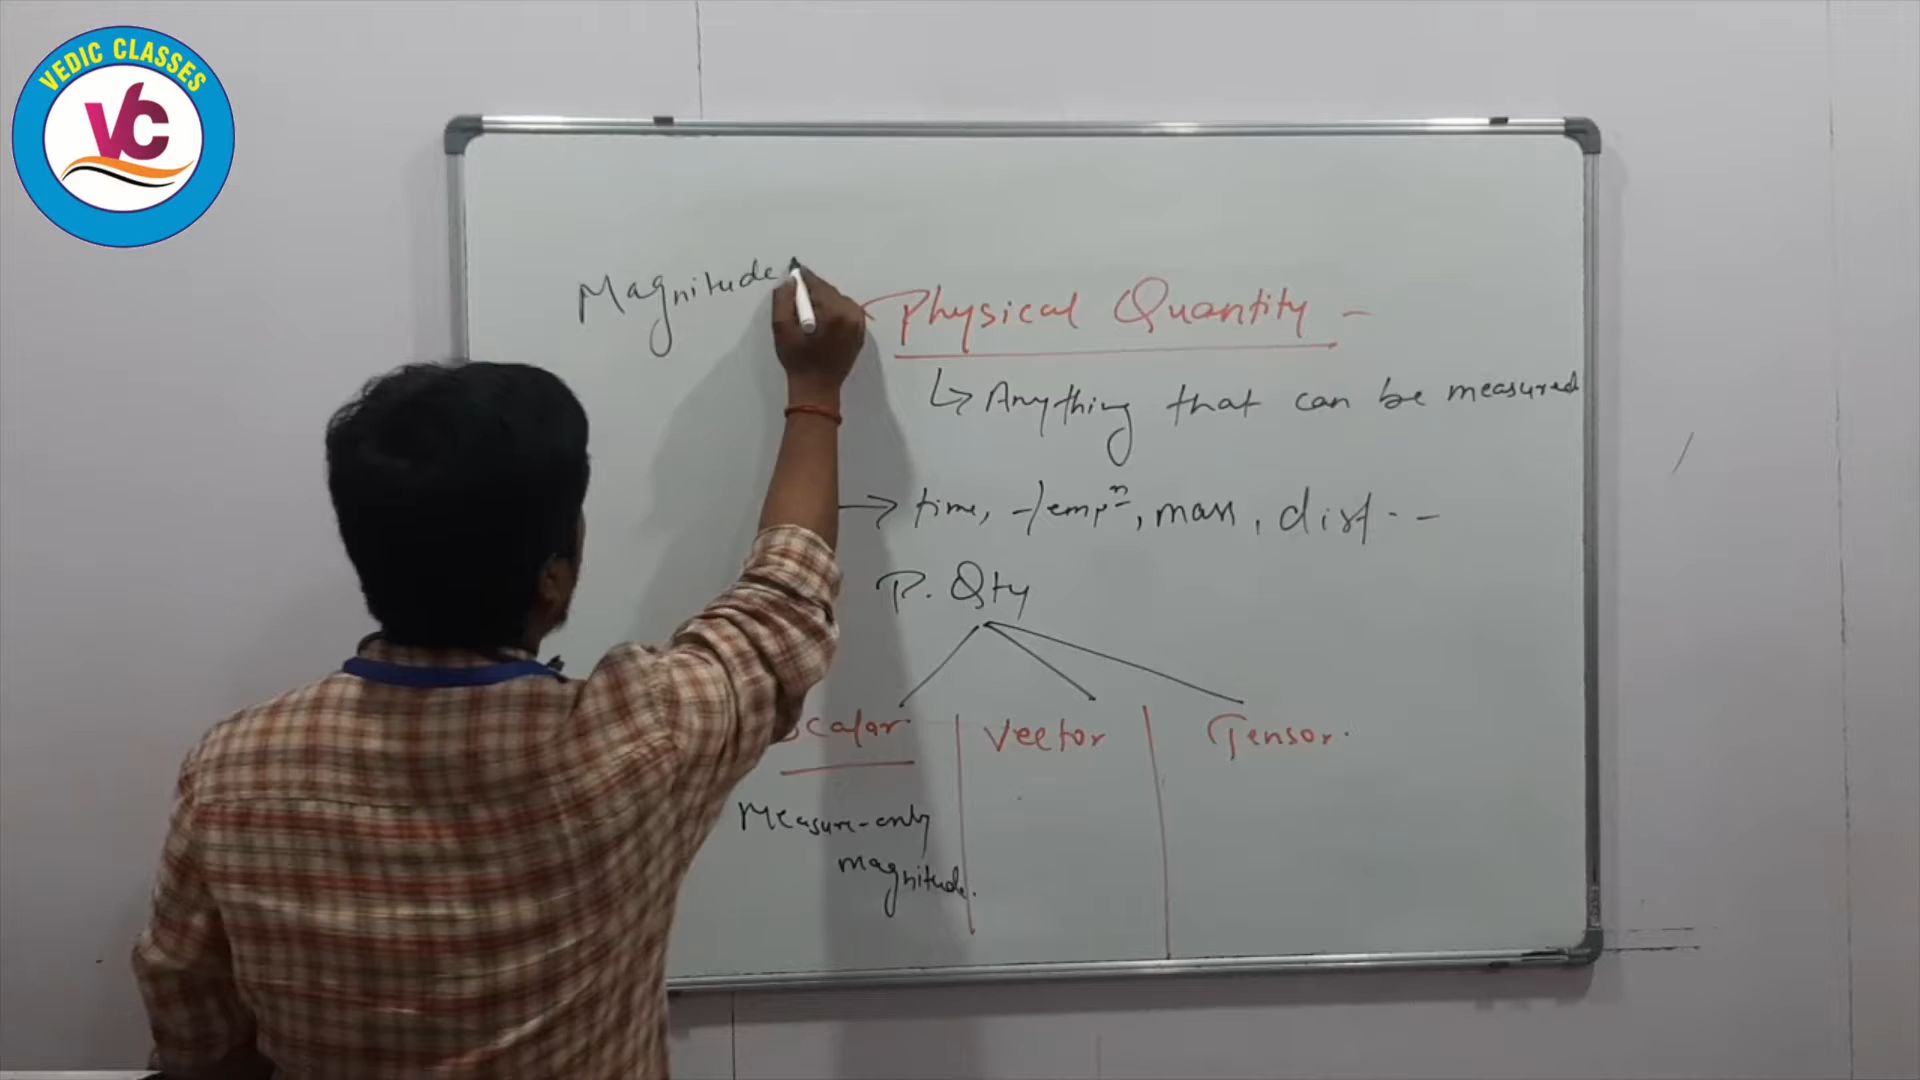 VEDIC CLASSES
VC
Magnitude
Physical Quantity -
↳ Anything that can be measured
→ time, Tempⁿ, mass, dist. . -
P. Qty
Scalar. Vector Tensor.
Measure-only
magnitude.